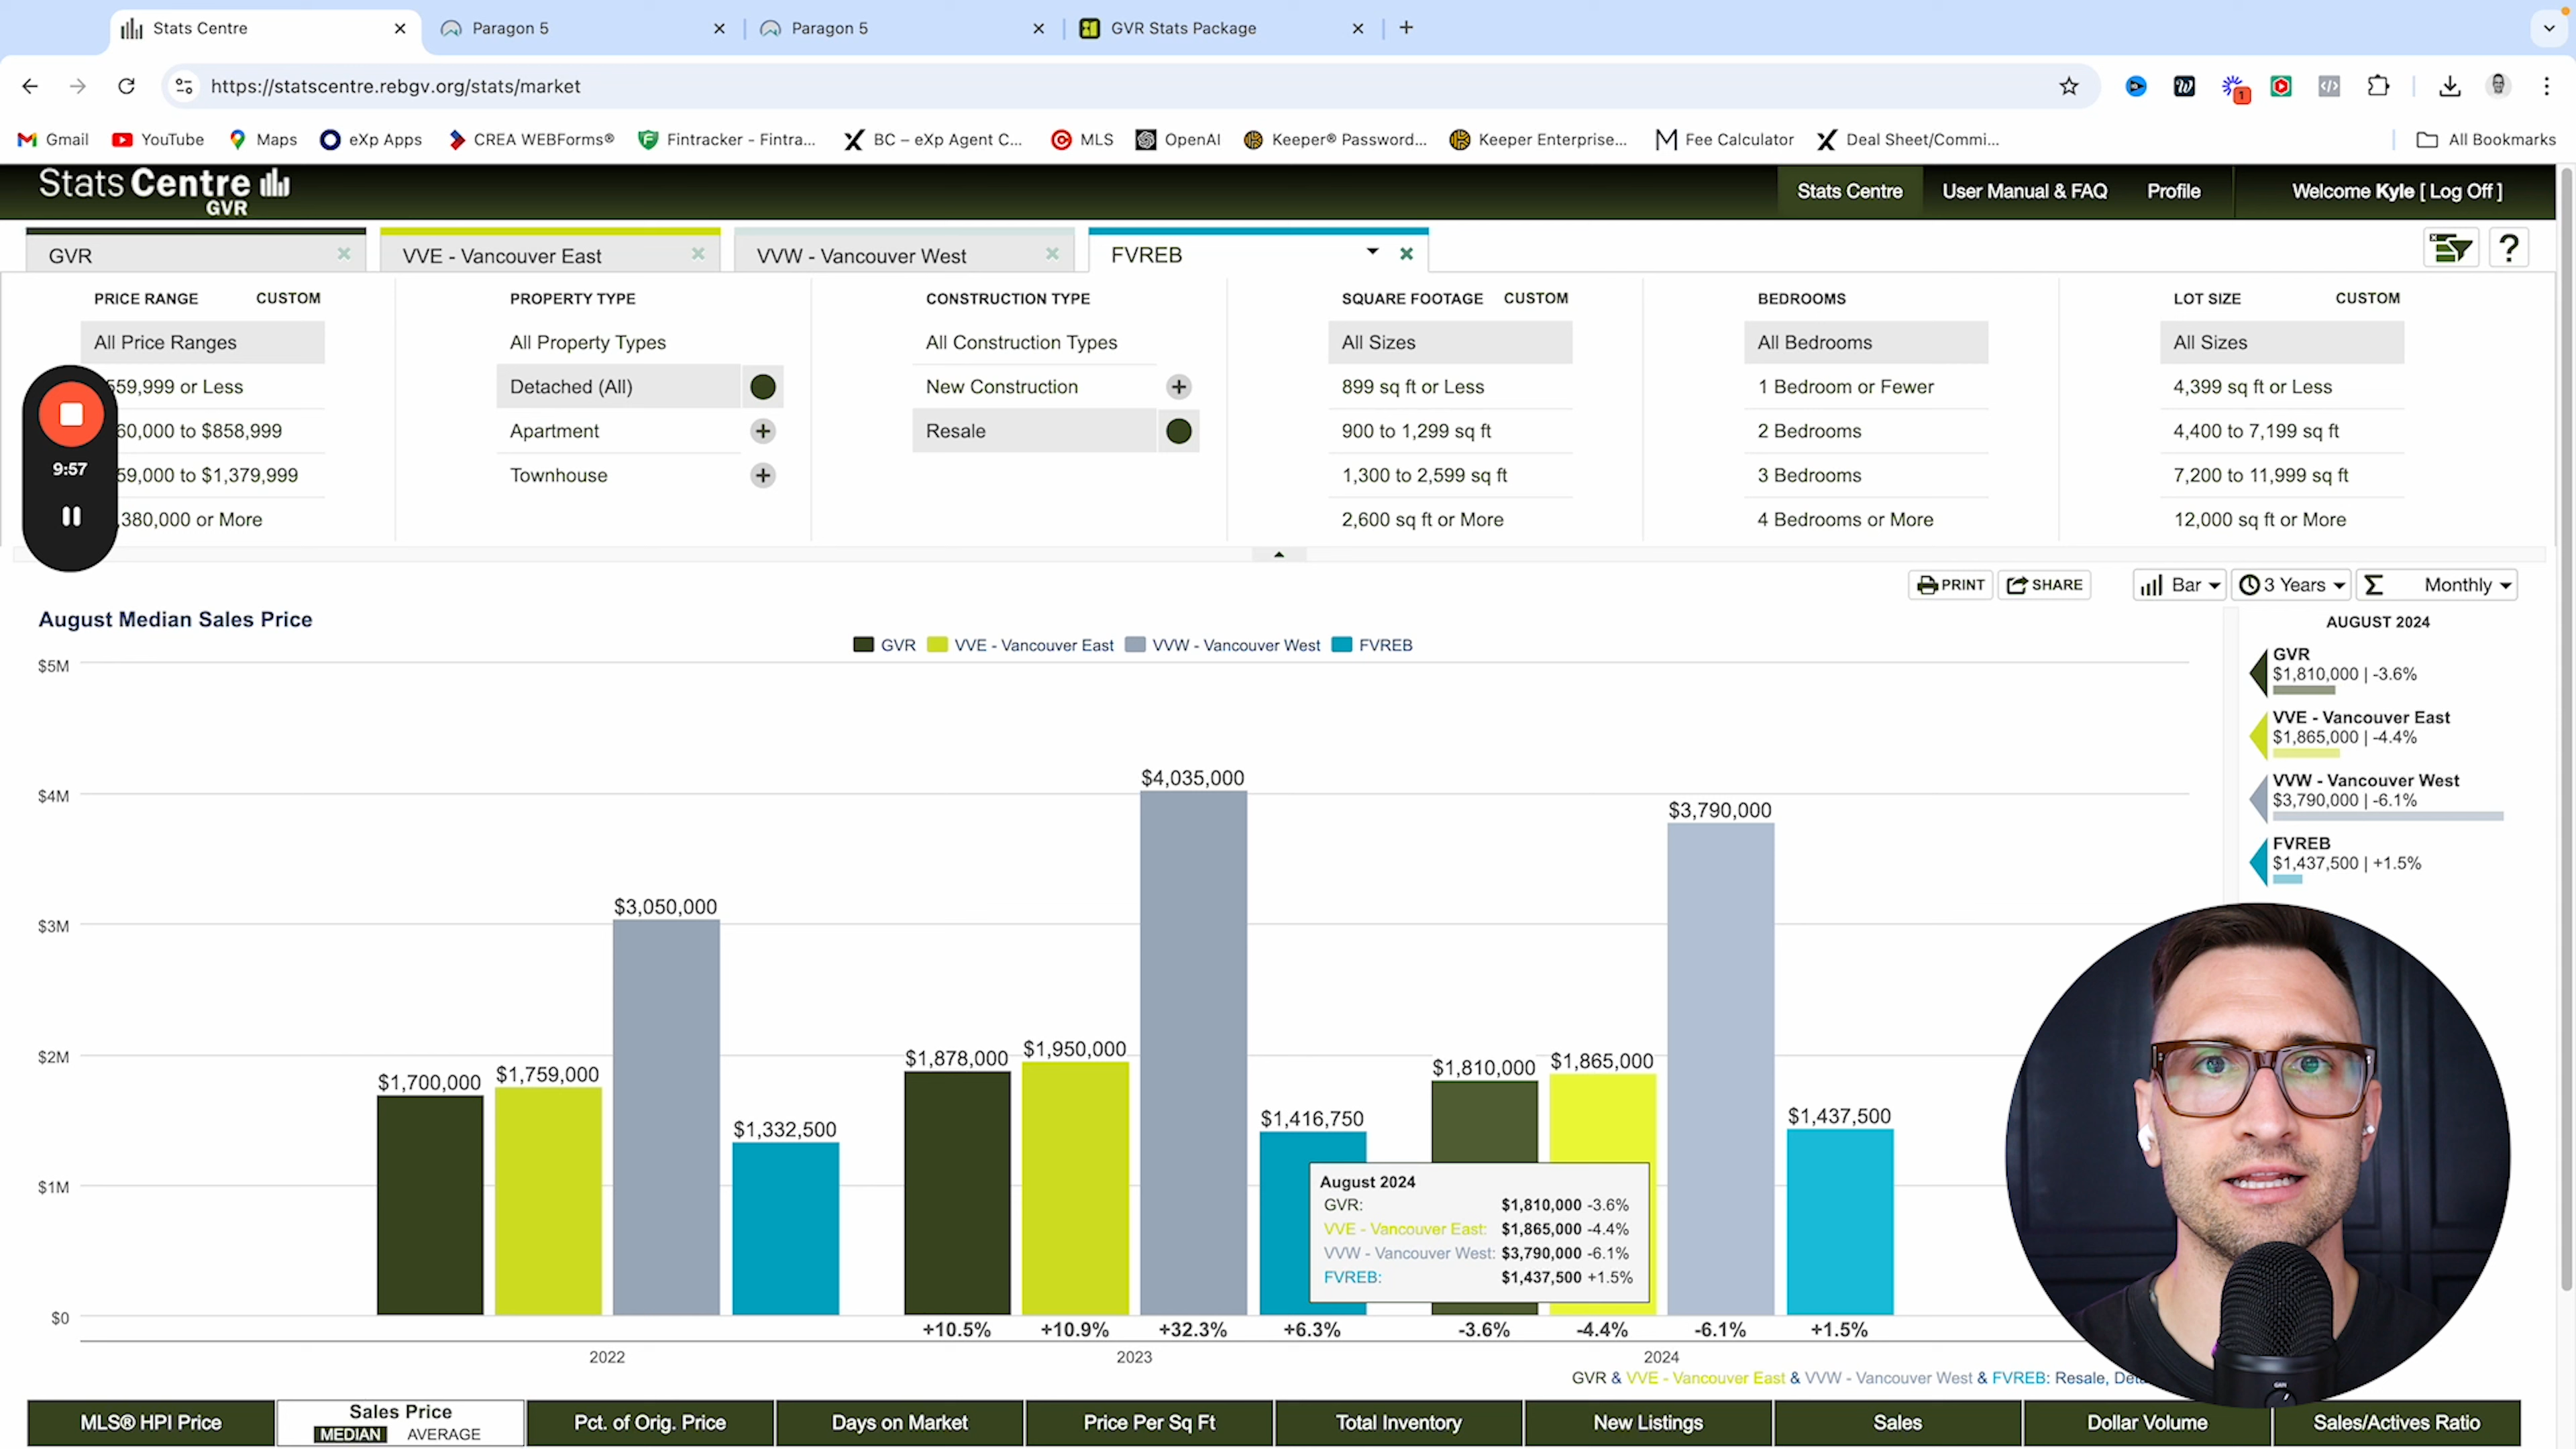 Stats Centre
Paragon 5
Paragon 5
GVR Stats Package
https://statscentre.rebgv.org/stats/market
1
Gmail
YouTube
Maps
eXp Apps
CREA WEBForms®
Fintracker - Fintra...
BC – eXp Agent C...
MLS
OpenAI
Keeper® Password...
Keeper Enterprise...
Fee Calculator
Deal Sheet/Commi...
All Bookmarks
Stats Centre
GVR
Stats Centre
User Manual & FAQ
Profile
Welcome Kyle [ Log Off ]
GVR
VVE - Vancouver East
VVW - Vancouver West
FVREB
?
PRICE RANGE CUSTOM
All Price Ranges
559,999 or Less
60,000 to $858,999
59,000 to $1,379,999
,380,000 or More
PROPERTY TYPE
All Property Types
Detached (All)
Apartment
Townhouse
CONSTRUCTION TYPE
All Construction Types
New Construction
Resale
SQUARE FOOTAGE CUSTOM
All Sizes
899 sq ft or Less
900 to 1,299 sq ft
1,300 to 2,599 sq ft
2,600 sq ft or More
BEDROOMS
All Bedrooms
1 Bedroom or Fewer
2 Bedrooms
3 Bedrooms
4 Bedrooms or More
LOT SIZE CUSTOM
All Sizes
4,399 sq ft or Less
4,400 to 7,199 sq ft
7,200 to 11,999 sq ft
12,000 sq ft or More
9:57
PRINT
SHARE
Bar
3 Years
Σ Monthly
August Median Sales Price
GVR VVE - Vancouver East VVW - Vancouver West FVREB
$5M
$4M
$3M
$2M
$1M
$0
$1,700,000
$1,759,000
$3,050,000
$1,332,500
$1,878,000
$1,950,000
$4,035,000
$1,416,750
$1,810,000
$1,865,000
$3,790,000
$1,437,500
August 2024
GVR: $1,810,000 -3.6%
VVE - Vancouver East: $1,865,000 -4.4%
VVW - Vancouver West: $3,790,000 -6.1%
FVREB: $1,437,500 +1.5%
+10.5% +10.9% +32.3% +6.3% -3.6% -4.4% -6.1% +1.5%
2022 2023 2024
GVR & VVE - Vancouver East & VVW - Vancouver West & FVREB: Resale,
AUGUST 2024
GVR
$1,810,000 | -3.6%
VVE - Vancouver East
$1,865,000 | -4.4%
VVW - Vancouver West
$3,790,000 | -6.1%
FVREB
$1,437,500 | +1.5%
MLS® HPI Price
Sales Price
MEDIAN AVERAGE
Pct. of Orig. Price
Days on Market
Price Per Sq Ft
Total Inventory
New Listings
Sales
Dollar Volume
Sales/Actives Ratio